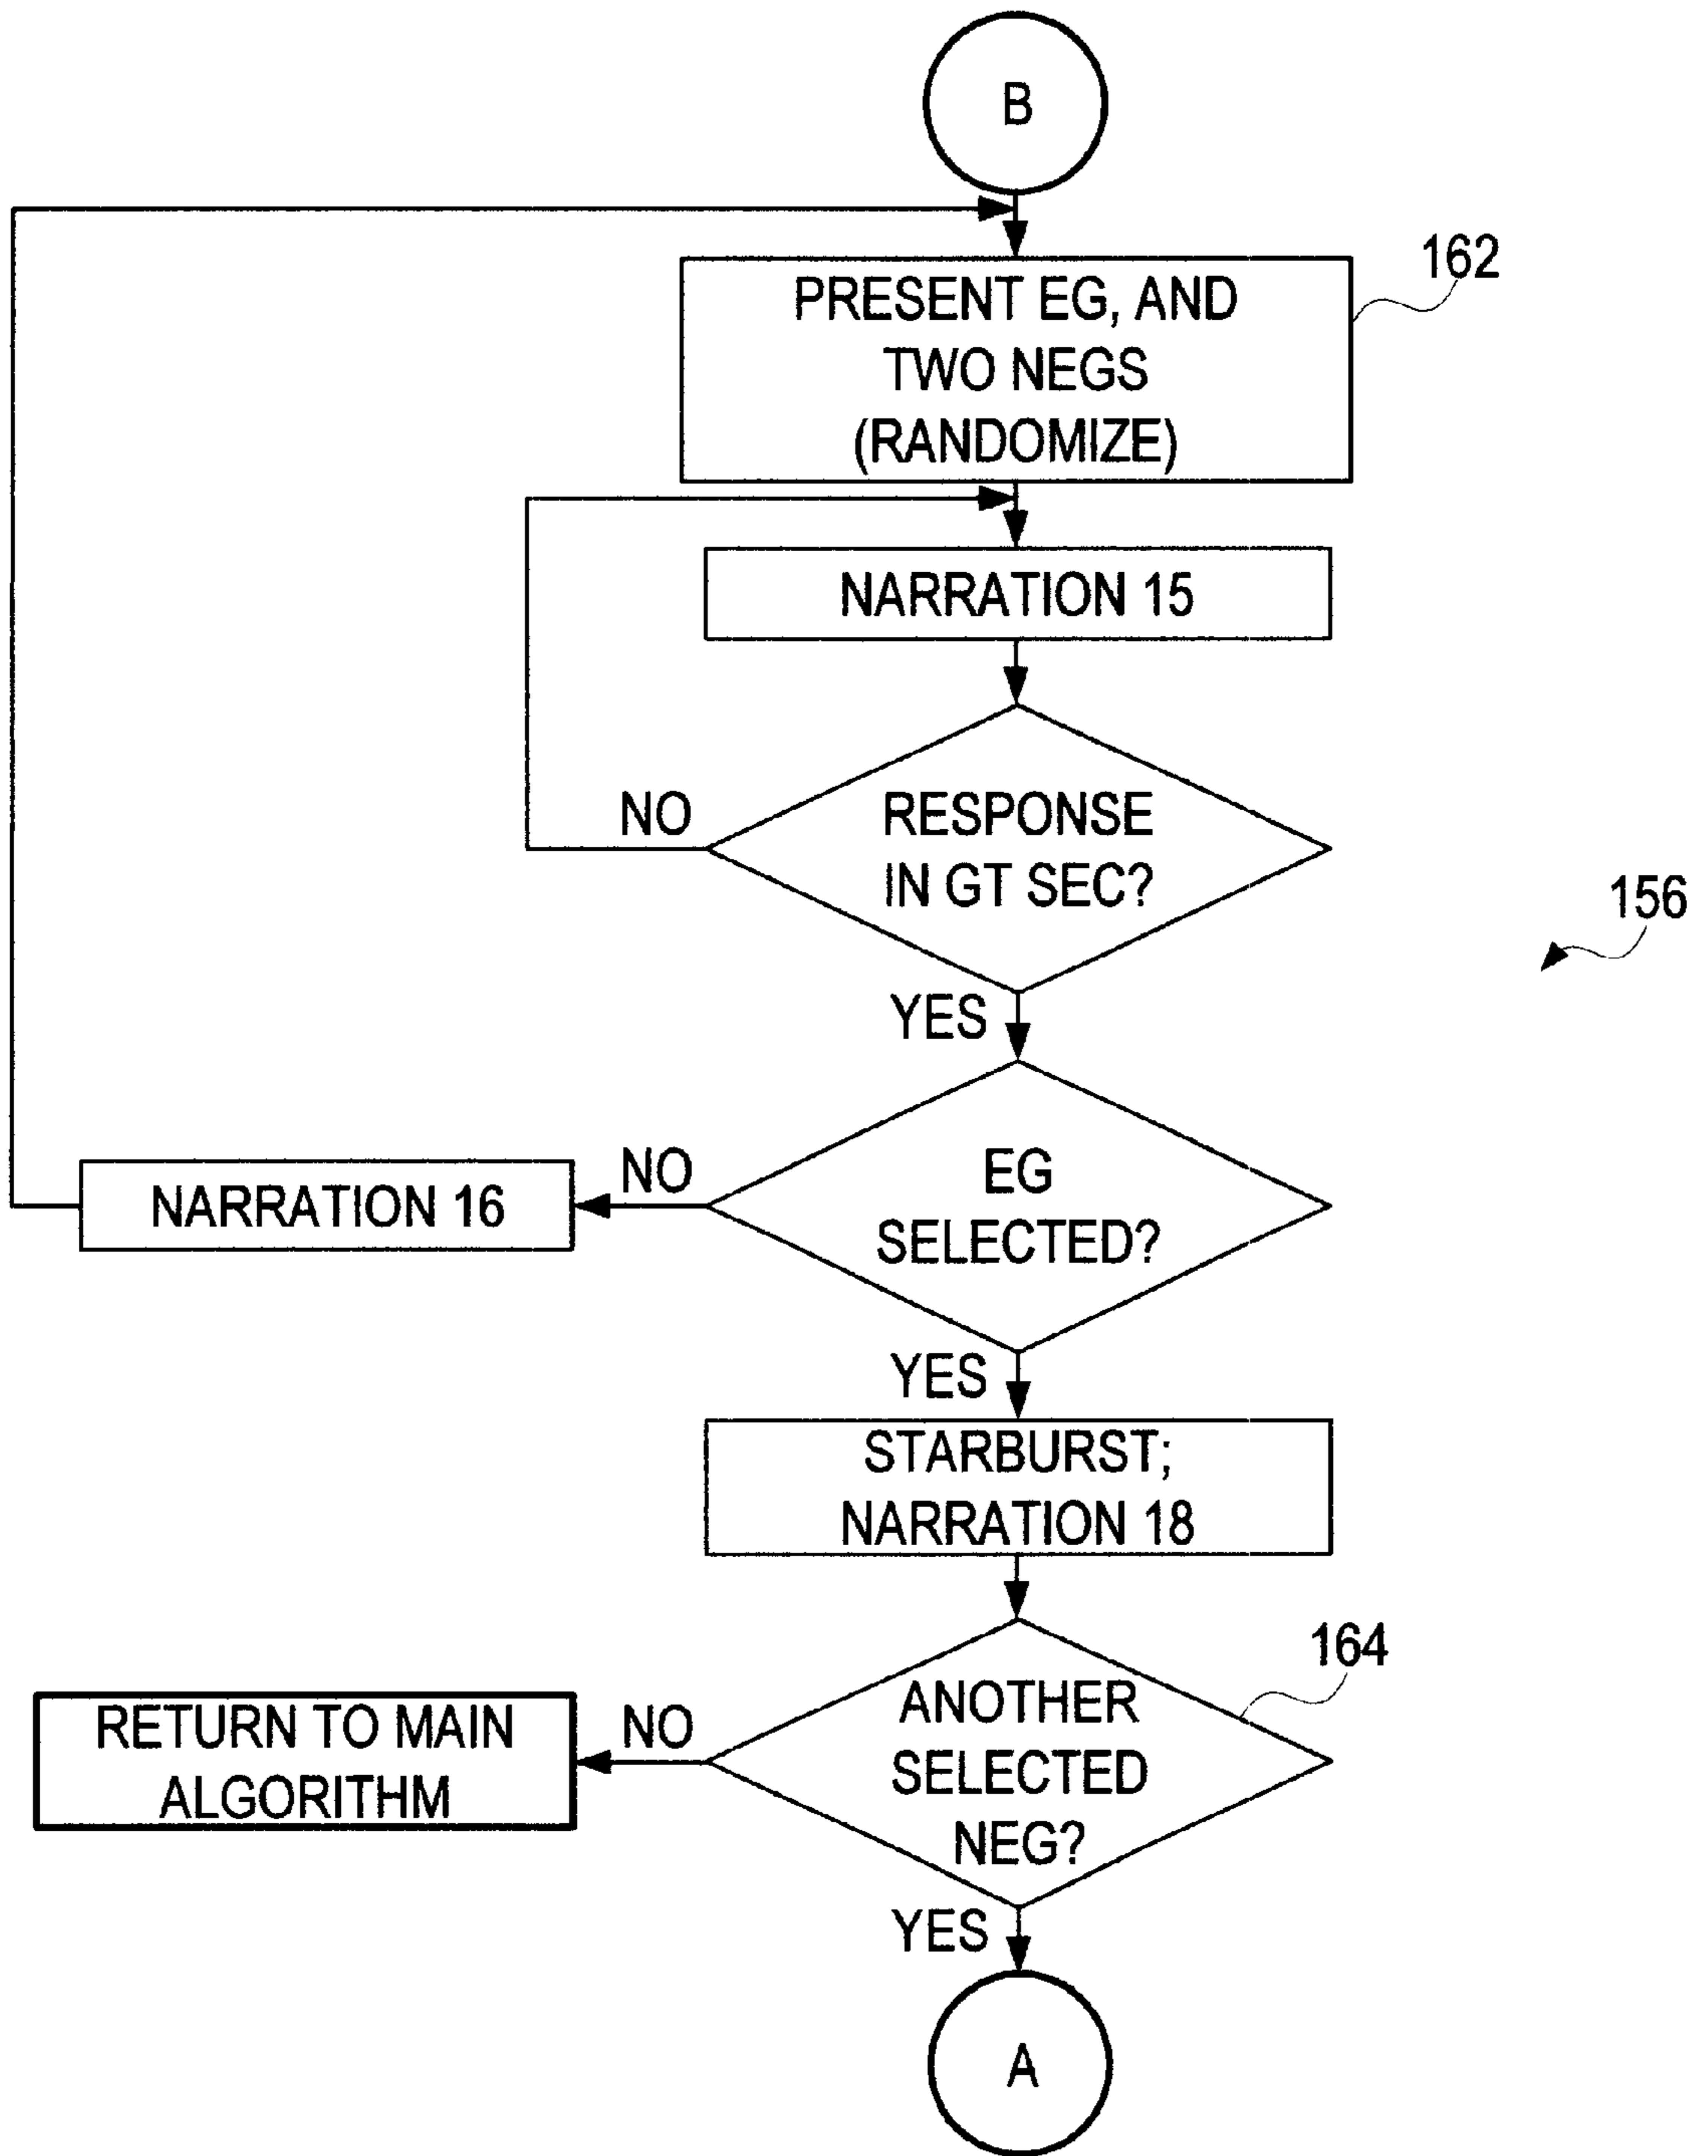 B
162
PRESENT EG, AND
TWO NEGS
(RANDOMIZE)
NARRATION 15
NO
RESPONSE
IN GT SEC?
156
YES
NARRATION 16
NO
EG
SELECTED?
YES
STARBURST;
NARRATION 18
164
RETURN TO MAIN
ALGORITHM
NO
ANOTHER
SELECTED
NEG?
YES
A